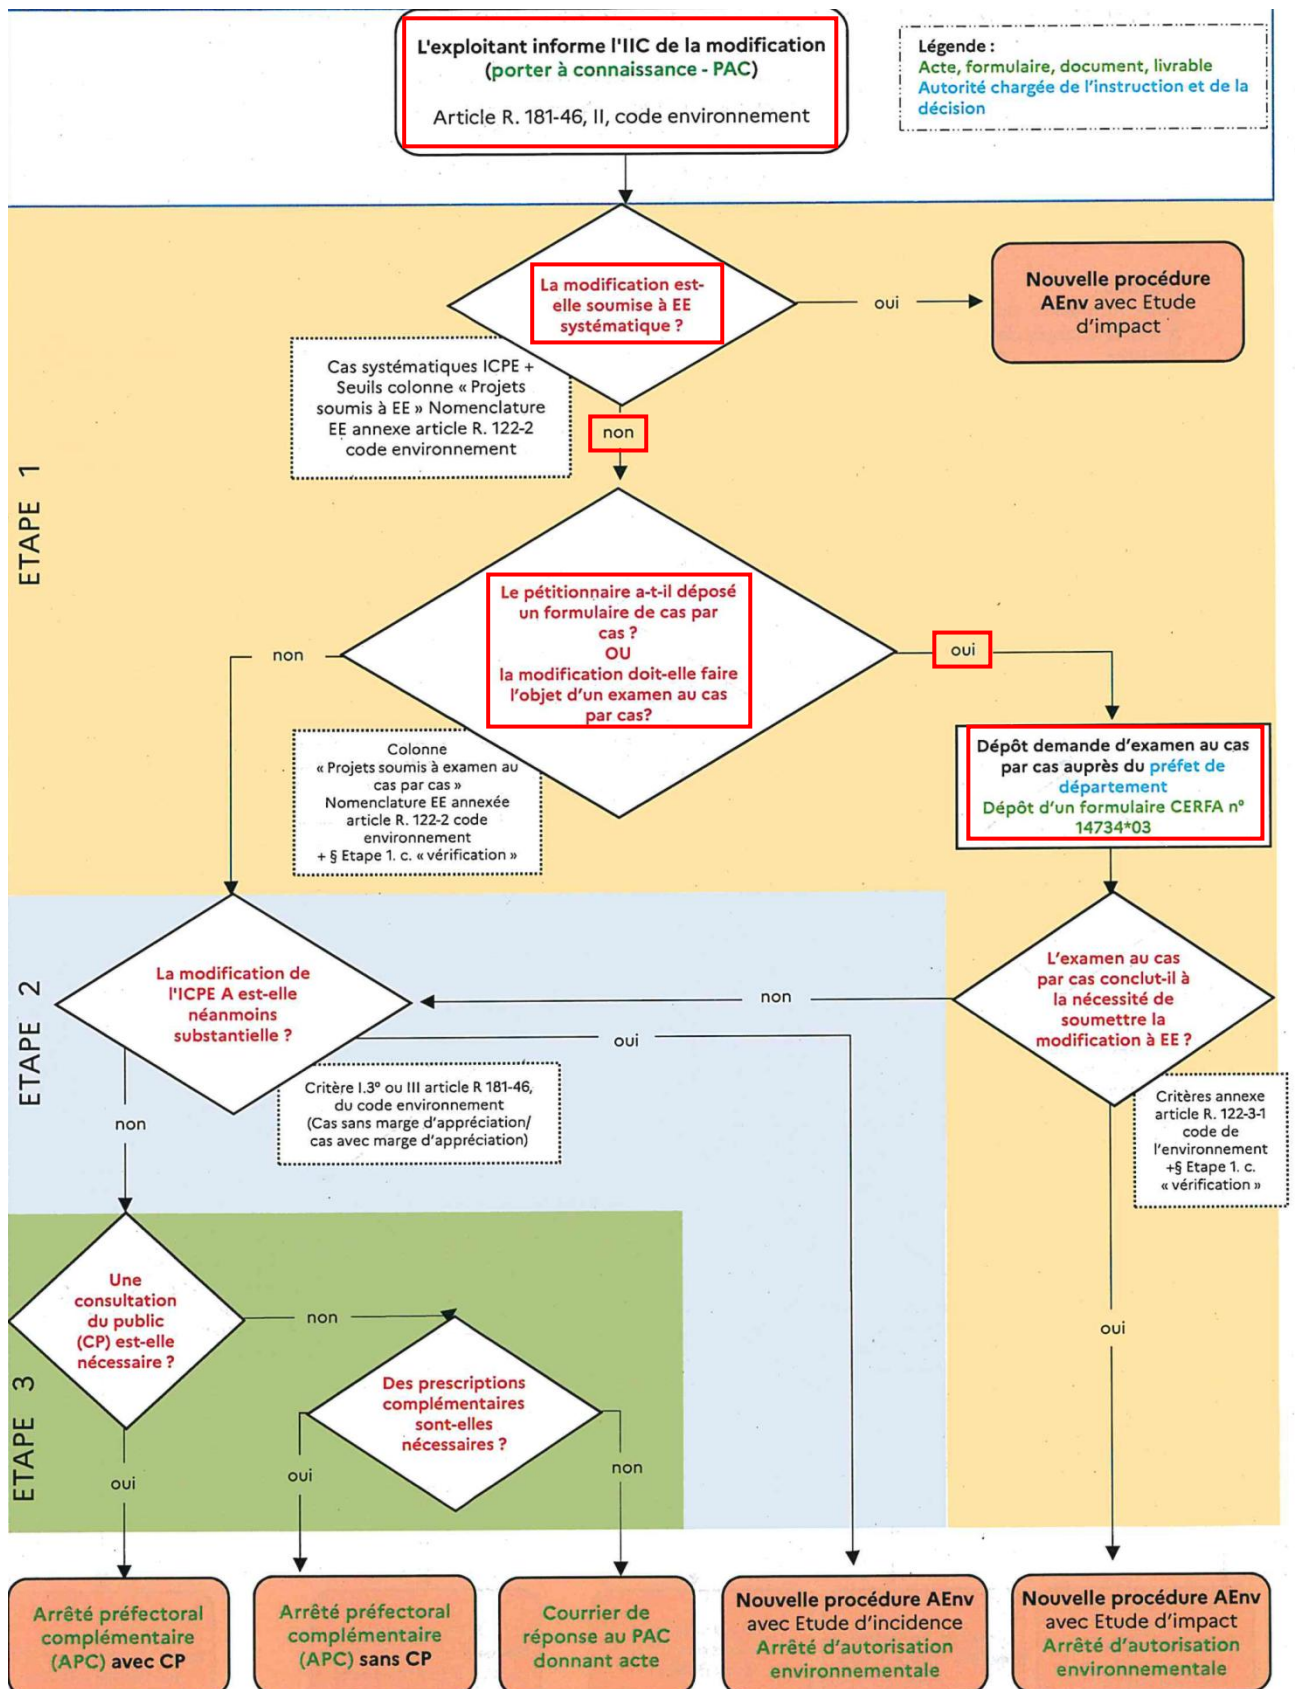 L'exploitant informe l'IIC de la modification
(porter à connaissance - PAC)
Article R. 181-46, II, code environnement
Légende :
Acte, formulaire, document, livrable
Autorité chargée de l'instruction et de la
décision
ETAPE 1
La modification est-
elle soumise à EE
systématique ?
oui
Nouvelle procédure
AEnv avec Etude
d'impact
Cas systématiques ICPE +
Seuils colonne « Projets
soumis à EE » Nomenclature
EE annexe article R. 122-2
code environnement
non
Le pétitionnaire a-t-il déposé
un formulaire de cas par
cas ?
OU
la modification doit-elle faire
l'objet d'un examen au cas
par cas?
non
oui
Colonne
« Projets soumis à examen au
cas par cas »
Nomenclature EE annexée
article R. 122-2 code
environnement
+ § Etape 1. c. « vérification »
Dépôt demande d'examen au cas
par cas auprès du préfet de
département
Dépôt d'un formulaire CERFA n°
14734*03
ETAPE 2
La modification de
l'ICPE A est-elle
néanmoins
substantielle ?
non
L'examen au cas
par cas conclut-il à
la nécessité de
soumettre la
modification à EE ?
oui
Critère I.3° ou III article R 181-46,
du code environnement
(Cas sans marge d'appréciation/
cas avec marge d'appréciation)
non
Critères annexe
article R. 122-3-1
code de
l'environnement
+§ Etape 1. c.
« vérification »
ETAPE 3
Une
consultation
du public
(CP) est-elle
nécessaire ?
non
oui
Des prescriptions
complémentaires
sont-elles
nécessaires ?
oui
oui
non
Arrêté préfectoral
complémentaire
(APC) avec CP
Arrêté préfectoral
complémentaire
(APC) sans CP
Courrier de
réponse au PAC
donnant acte
Nouvelle procédure AEnv
avec Etude d'incidence
Arrêté d'autorisation
environnementale
Nouvelle procédure AEnv
avec Etude d'impact
Arrêté d'autorisation
environnementale